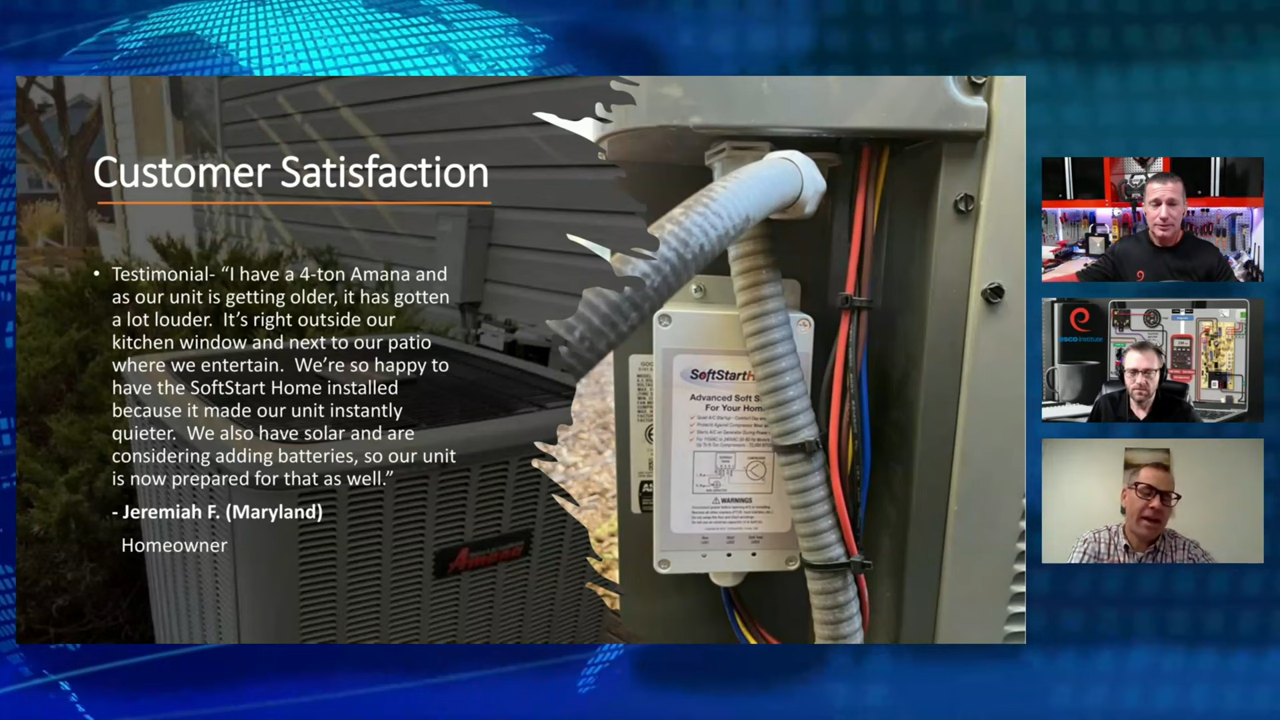 Customer Satisfaction
• Testimonial- “I have a 4-ton Amana and
as our unit is getting older, it has gotten
a lot louder. It’s right outside our
kitchen window and next to our patio
where we entertain. We’re so happy to
have the SoftStart Home installed
because it made our unit instantly
quieter. We also have solar and are
considering adding batteries, so our unit
is now prepared for that as well.”
- Jeremiah F. (Maryland)
Homeowner
Amana
SoftStartH
Advanced Soft S
For Your Hom
WARNINGS
esco institute